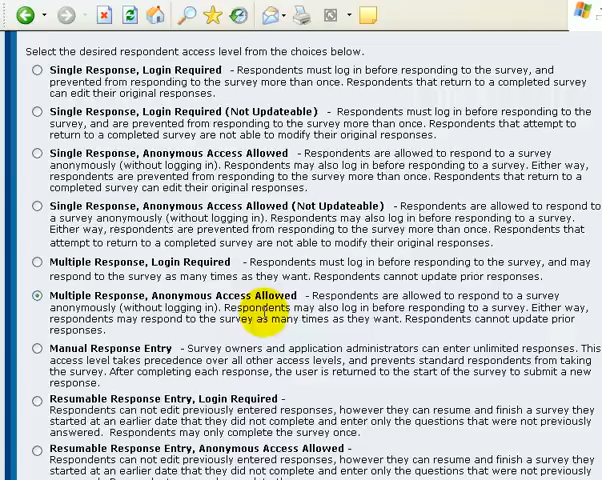 Select the desired respondent access level from the choices below.
Single Response, Login Required - Respondents must log in before responding to the survey, and
prevented from responding to the survey more than once. Respondents that return to a completed survey
can edit their original responses.
Single Response, Login Required (Not Updateable) - Respondents must log in before responding to the
survey, and are prevented from responding to the survey more than once. Respondents that attempt to
return to a completed survey are not able to modify their original responses.
Single Response, Anonymous Access Allowed - Respondents are allowed to respond to a survey
anonymously (without logging in). Respondents may also log in before responding to a survey. Either way,
respondents are prevented from responding to the survey more than once. Respondents that return to a
completed survey can edit their original responses.
Single Response, Anonymous Access Allowed (Not Updateable) - Respondents are allowed to respond to
a survey anonymously (without logging in). Respondents may also log in before responding to a survey.
Either way, respondents are prevented from responding to the survey more than once. Respondents that
attempt to return to a completed survey are not able to modify their original responses.
Multiple Response, Login Required - Respondents must log in before responding to the survey, and may
respond to the survey as many times as they want. Respondents cannot update prior responses.
Multiple Response, Anonymous Access Allowed - Respondents are allowed to respond to a survey
anonymously (without logging in). Respondents may also log in before responding to a survey. Either way,
respondents may respond to the survey as many times as they want. Respondents cannot update prior
responses.
Manual Response Entry - Survey owners and application administrators can enter unlimited responses. This
access level takes precedence over all other access levels, and prevents standard respondents from taking
the survey. After completing each response, the user is returned to the start of the survey to submit a new
response.
Resumable Response Entry, Login Required -
Respondents can not edit previously entered responses, however they can resume and finish a survey they
started at an earlier date that they did not complete and enter only the questions that were not previously
answered. Respondents may only complete the survey once.
Resumable Response Entry, Anonymous Access Allowed -
Respondents can not edit previously entered responses, however they can resume and finish a survey they
started at an earlier date that they did not complete and enter only the questions that were not previously